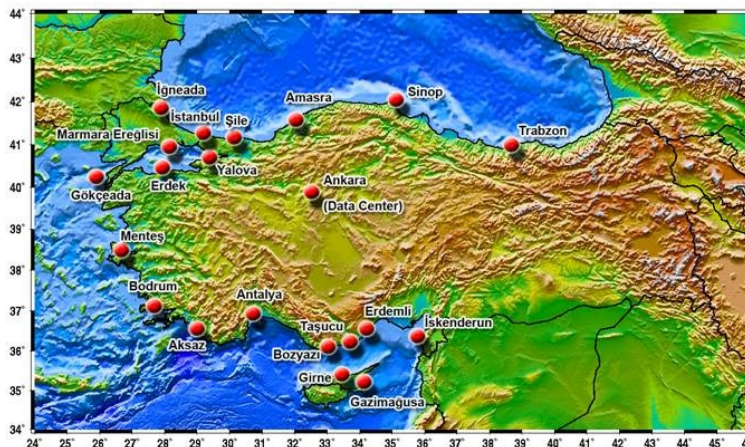 44°
43°
42°
41°
40°
39°
38°
37°
36°
35°
34°
İğneada
İstanbul
Şile
Amasra
Sinop
Trabzon
Marmara Ereğlisi
Yalova
Erdek
Gökçeada
Ankara
(Data Center)
Menteş
Bodrum
Aksaz
Antalya
Taşucu
Erdemli
İskenderun
Bozyazı
Girne
Gazimağusa
24° 25° 26° 27° 28° 29° 30° 31° 32° 33° 34° 35° 36° 37° 38° 39° 40° 41° 42° 43° 44° 45°